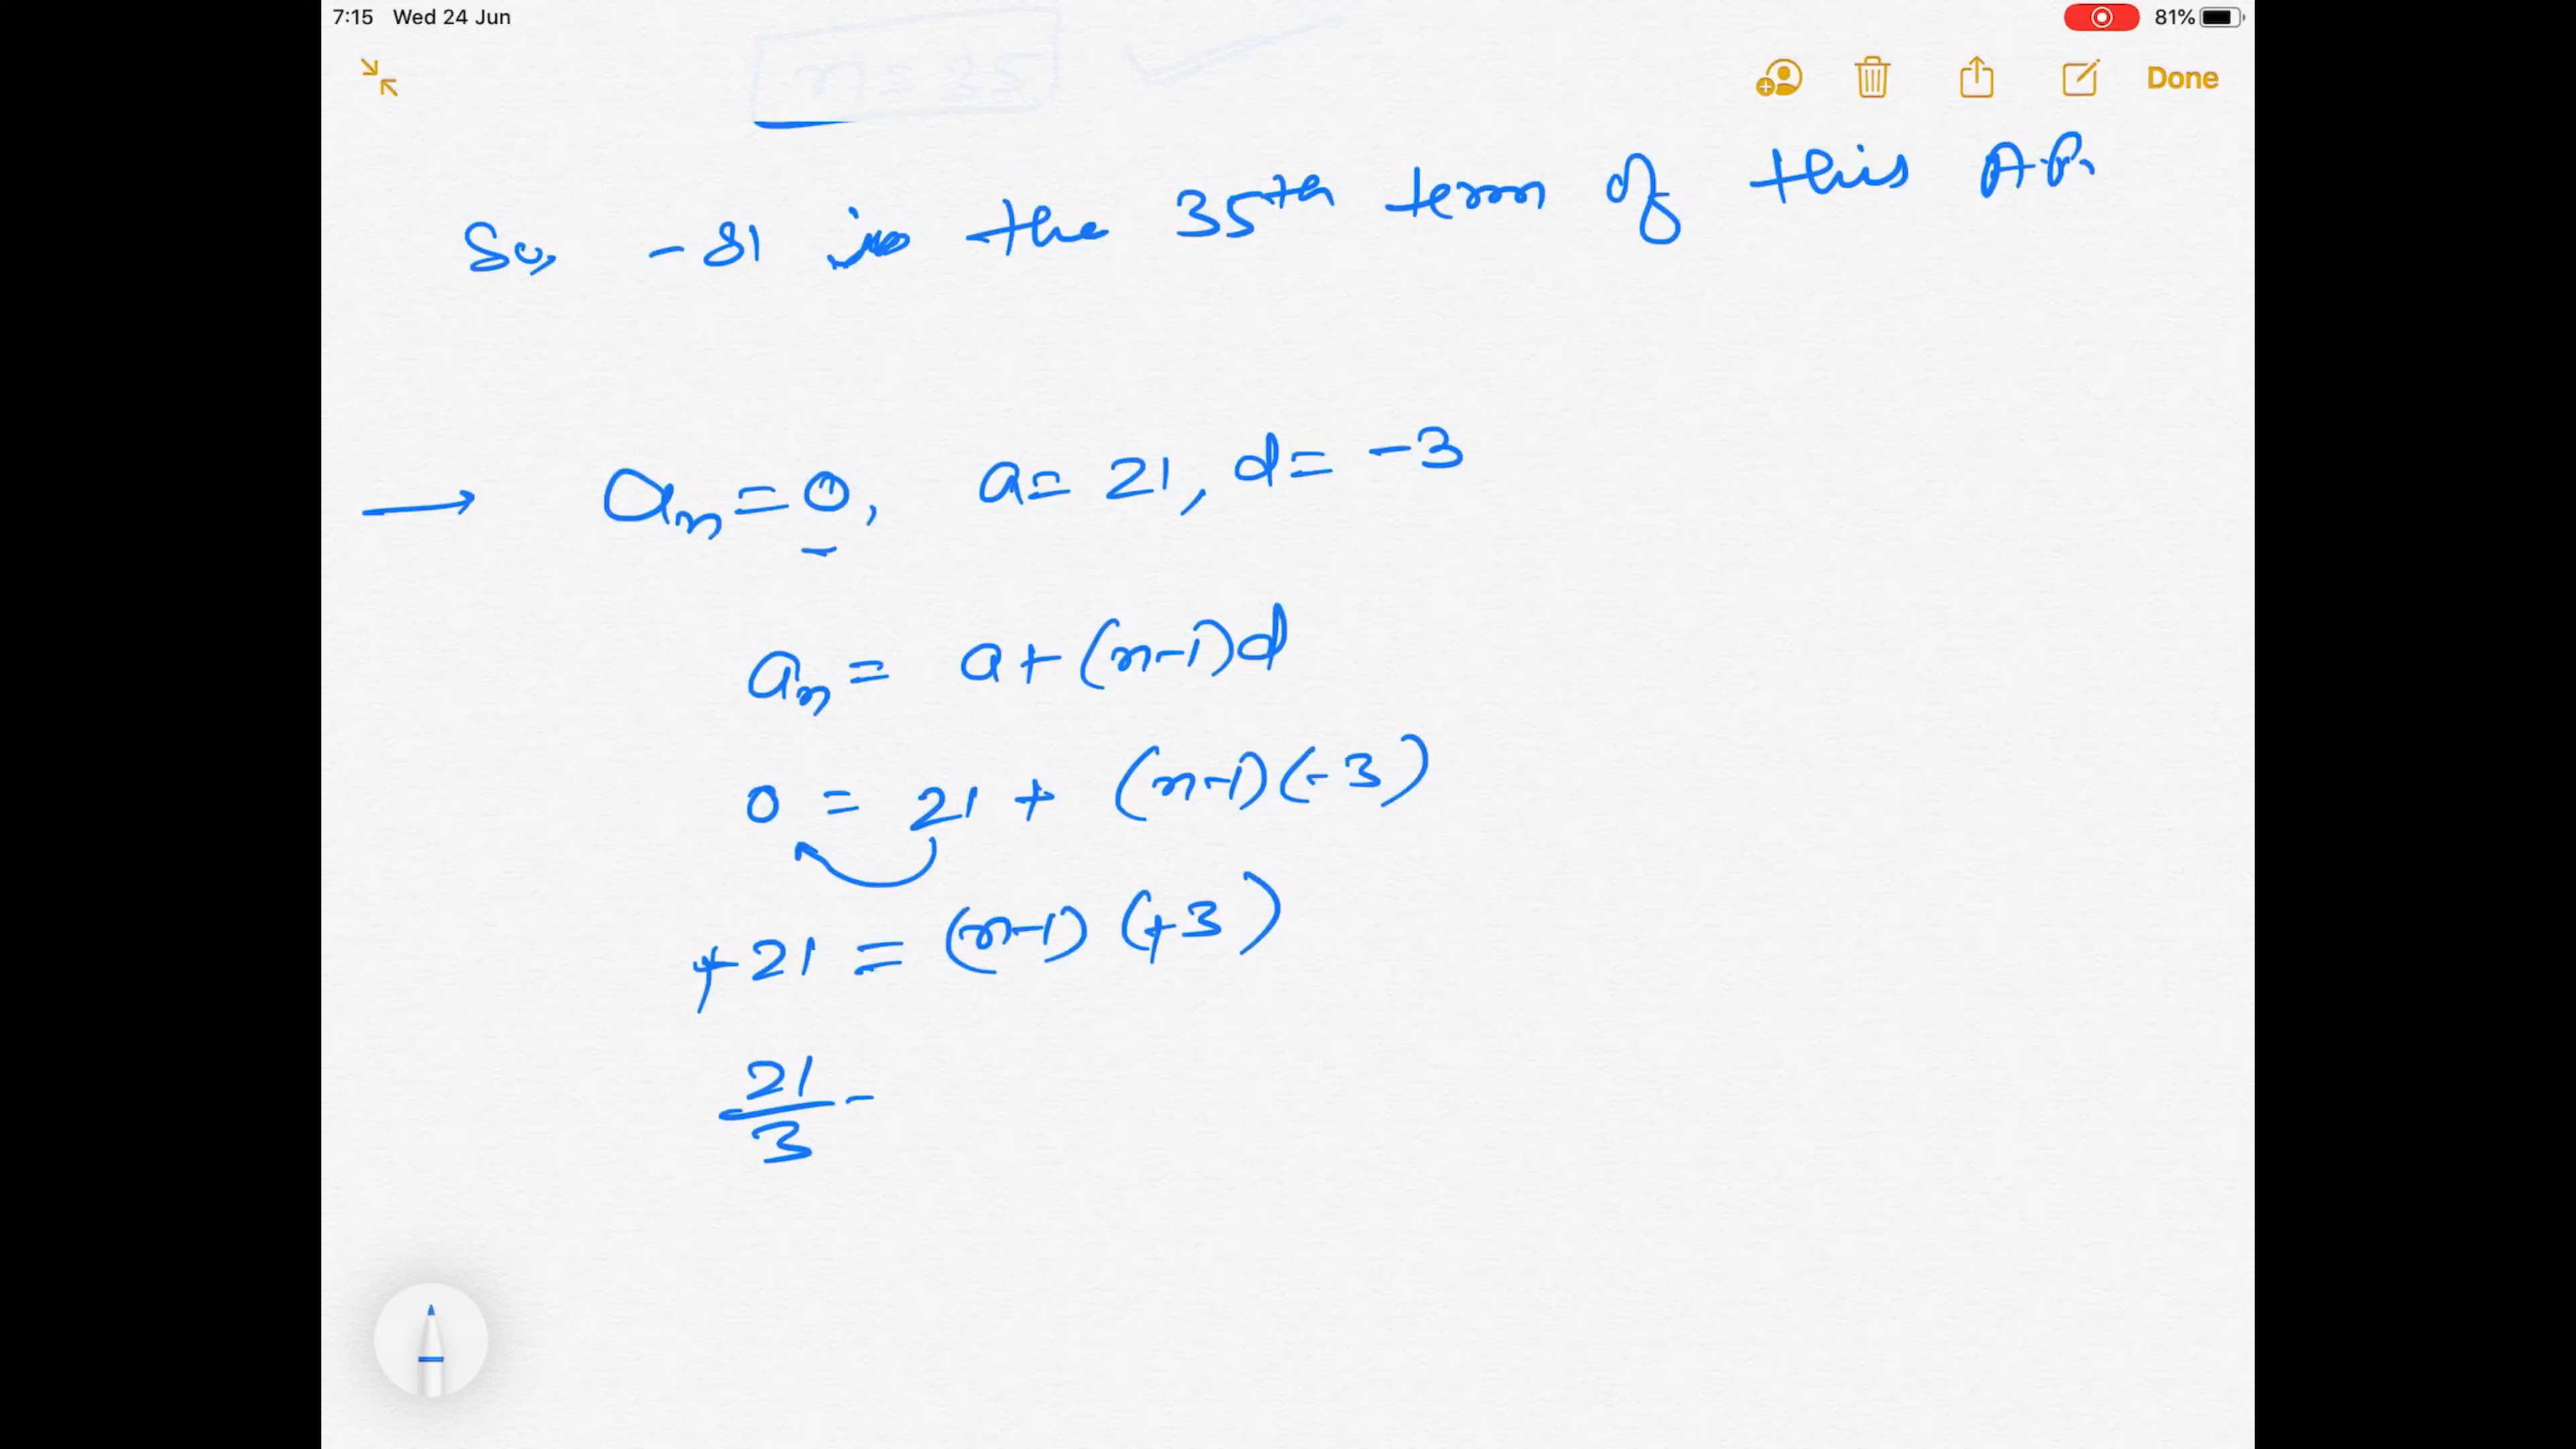 7:15 Wed 24 Jun
81%
n = 35
Done
So, -81 is the 35th term of this A.P.
an = 0, a = 21, d = -3
an = a + (n-1)d
0 = 21 + (n-1)(-3)
+21 = (n-1)(+3)
21/3 -